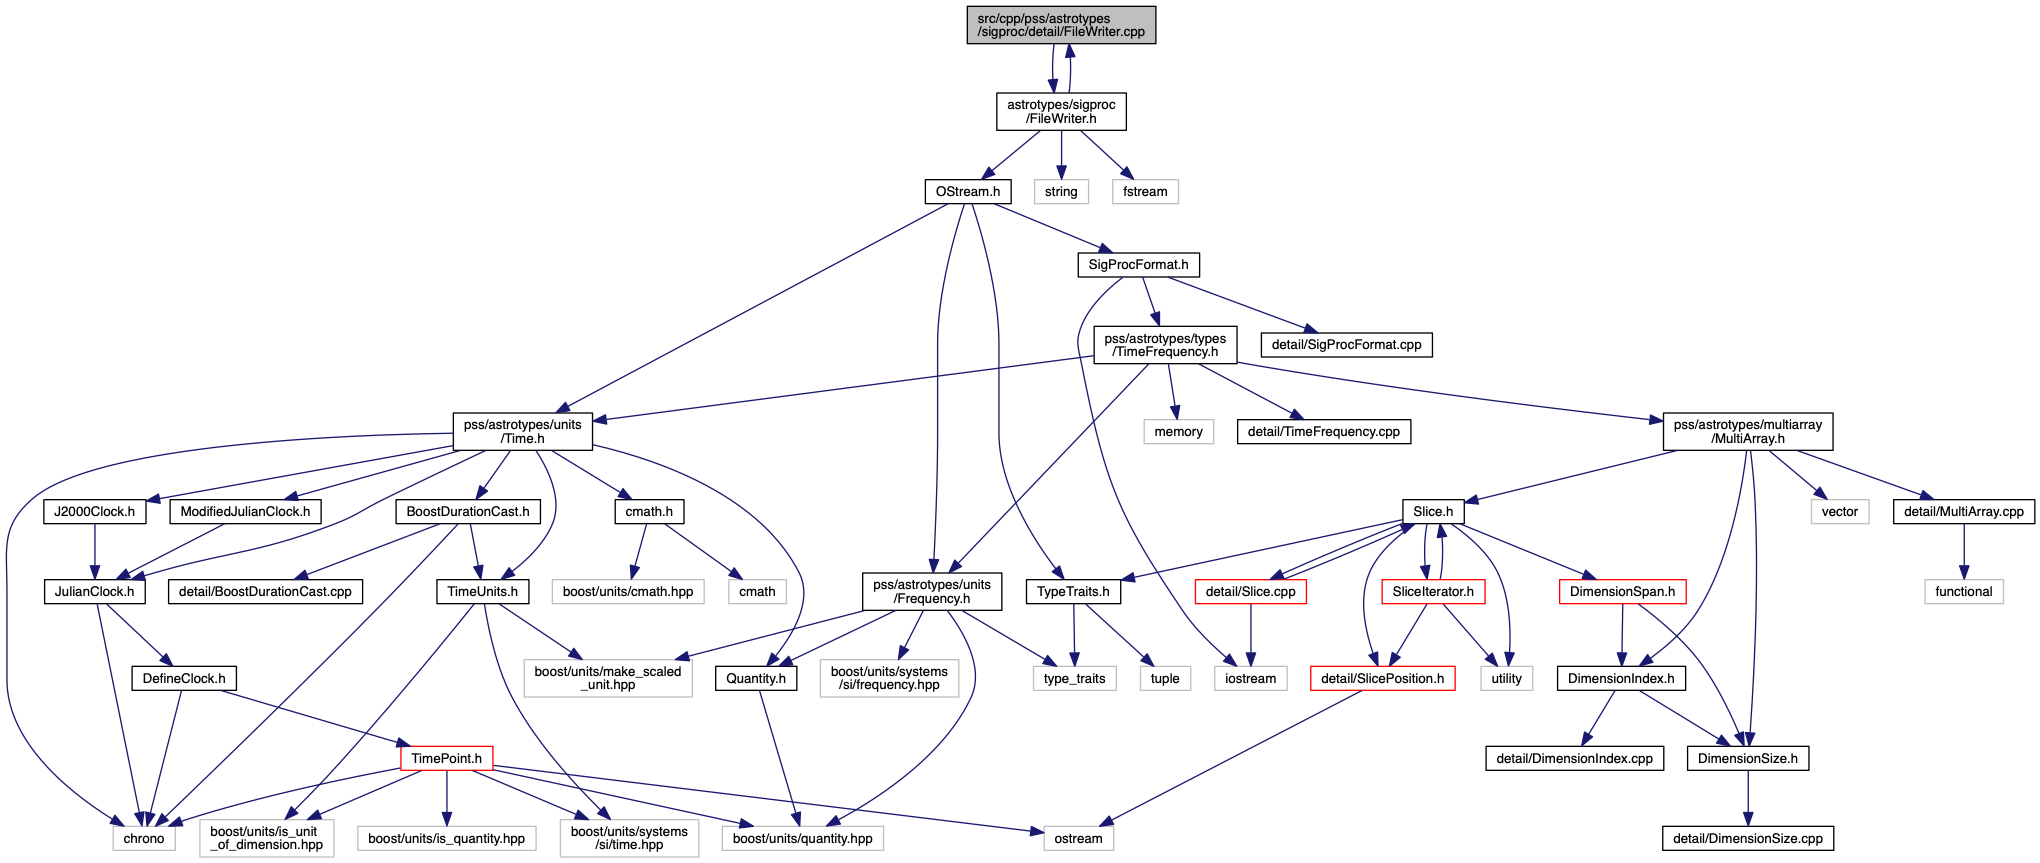 src/cpp/pss/astrotypes
/sigproc/detail/FileWriter.cpp
astrotypes/sigproc
/FileWriter.h
OStream.h
string
fstream
SigProcFormat.h
pss/astrotypes/types
/TimeFrequency.h
detail/SigProcFormat.cpp
pss/astrotypes/units
/Time.h
memory
detail/TimeFrequency.cpp
pss/astrotypes/multiarray
/MultiArray.h
J2000Clock.h
ModifiedJulianClock.h
BoostDurationCast.h
cmath.h
Slice.h
vector
detail/MultiArray.cpp
JulianClock.h
detail/BoostDurationCast.cpp
TimeUnits.h
boost/units/cmath.hpp
cmath
pss/astrotypes/units
/Frequency.h
TypeTraits.h
detail/Slice.cpp
SliceIterator.h
DimensionSpan.h
functional
DefineClock.h
boost/units/make_scaled
_unit.hpp
Quantity.h
boost/units/systems
/si/frequency.hpp
type_traits
tuple
iostream
detail/SlicePosition.h
utility
DimensionIndex.h
TimePoint.h
detail/DimensionIndex.cpp
DimensionSize.h
chrono
boost/units/is_unit
_of_dimension.hpp
boost/units/is_quantity.hpp
boost/units/systems
/si/time.hpp
boost/units/quantity.hpp
ostream
detail/DimensionSize.cpp